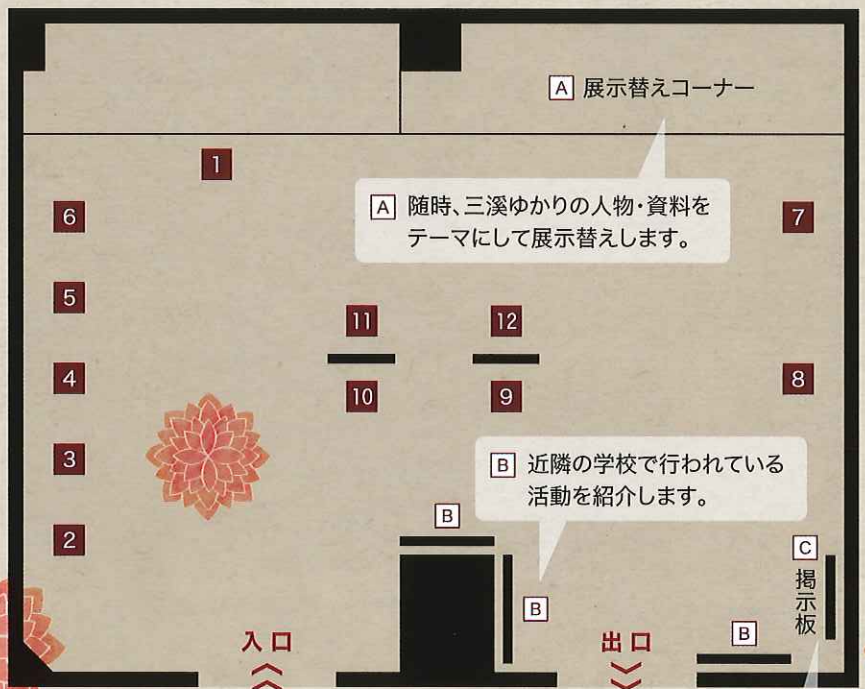 A 展示替えコーナー
1
A 随時、三溪ゆかりの人物・資料を
テーマにして展示替えします。
6
7
5
11
12
4
8
10
9
3
B 近隣の学校で行われている
活動を紹介します。
B
2
C 掲示板
B
B
入口
出口